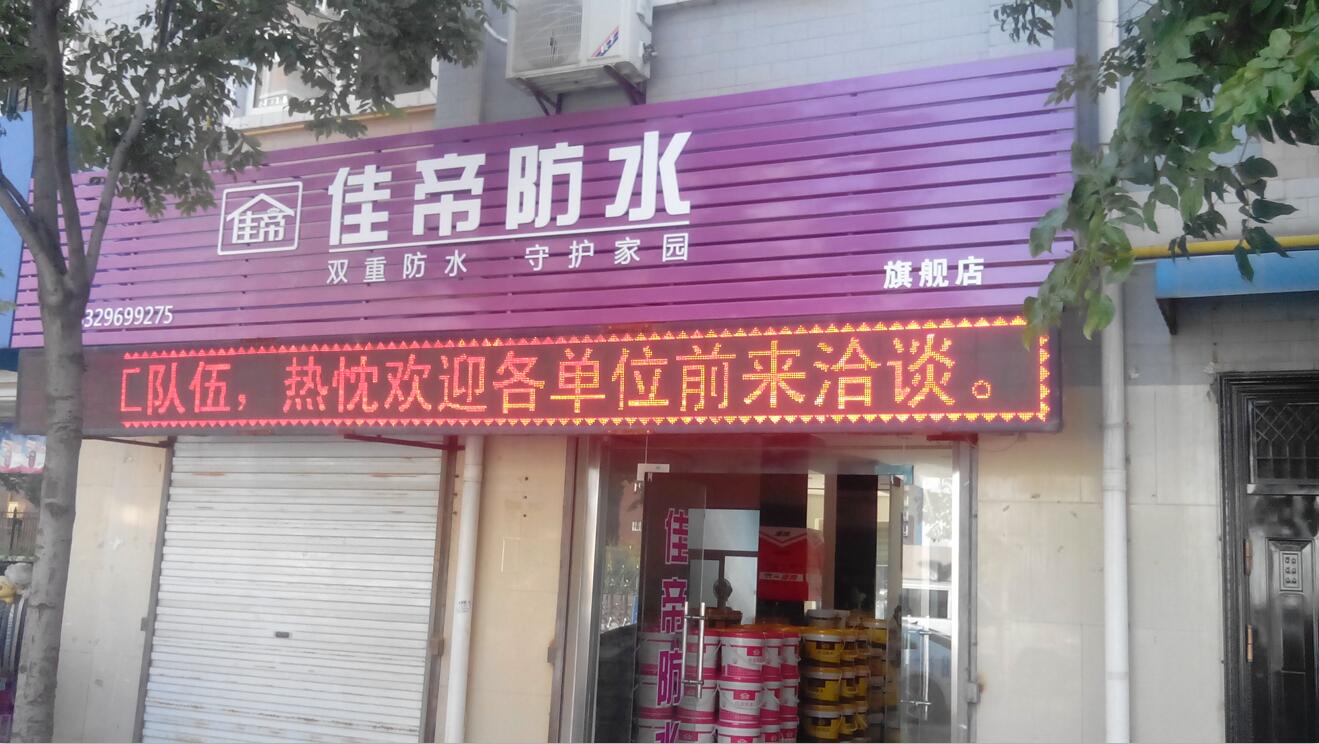 佳帝
佳帝防水
双重防水 守护家园
旗舰店
329699275
队伍，热忱欢迎各单位前来洽谈。
佳帝防水